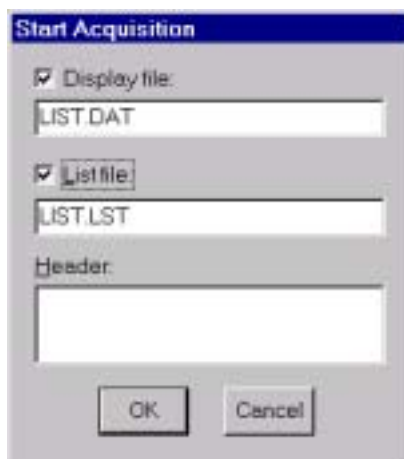 Start Acquisition
Display file:
LIST.DAT
List file:
LIST.LST
Header:
OK
Cancel